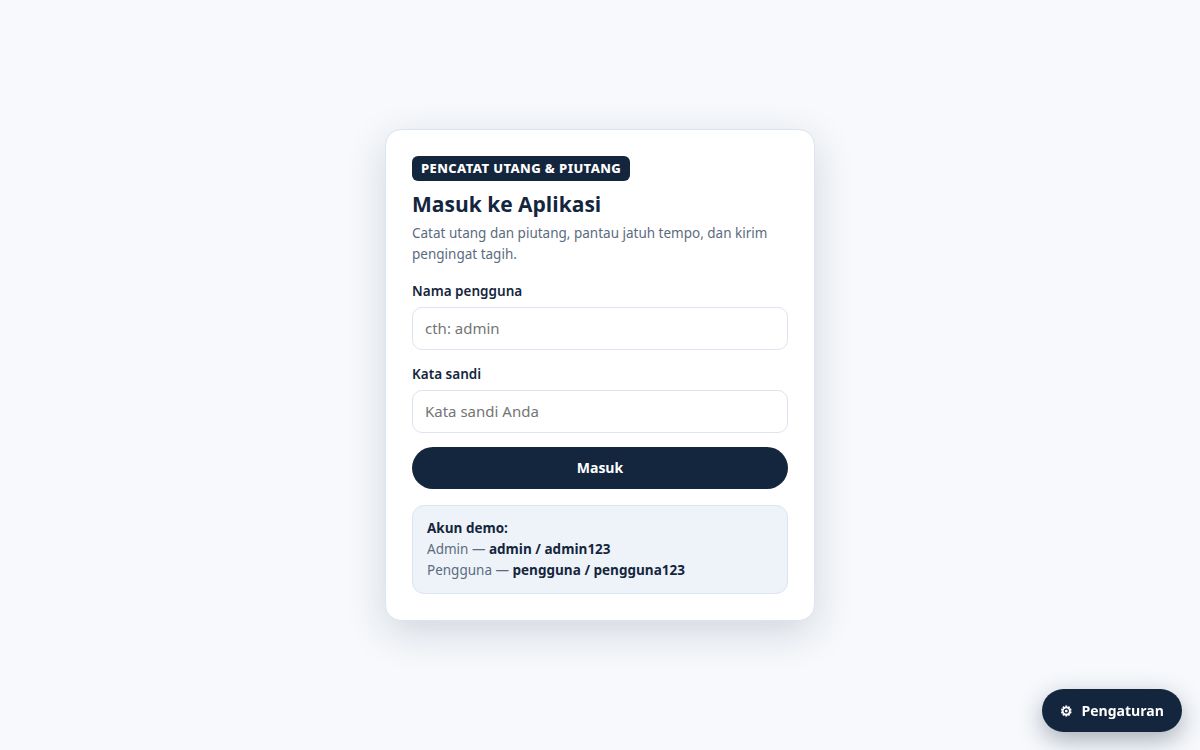 PENCATAT UTANG & PIUTANG
Masuk ke Aplikasi
Catat utang dan piutang, pantau jatuh tempo, dan kirim
pengingat tagih.
Nama pengguna
cth: admin
Kata sandi
Kata sandi Anda
Masuk
Akun demo:
Admin — admin / admin123
Pengguna — pengguna / pengguna123
⚙ Pengaturan